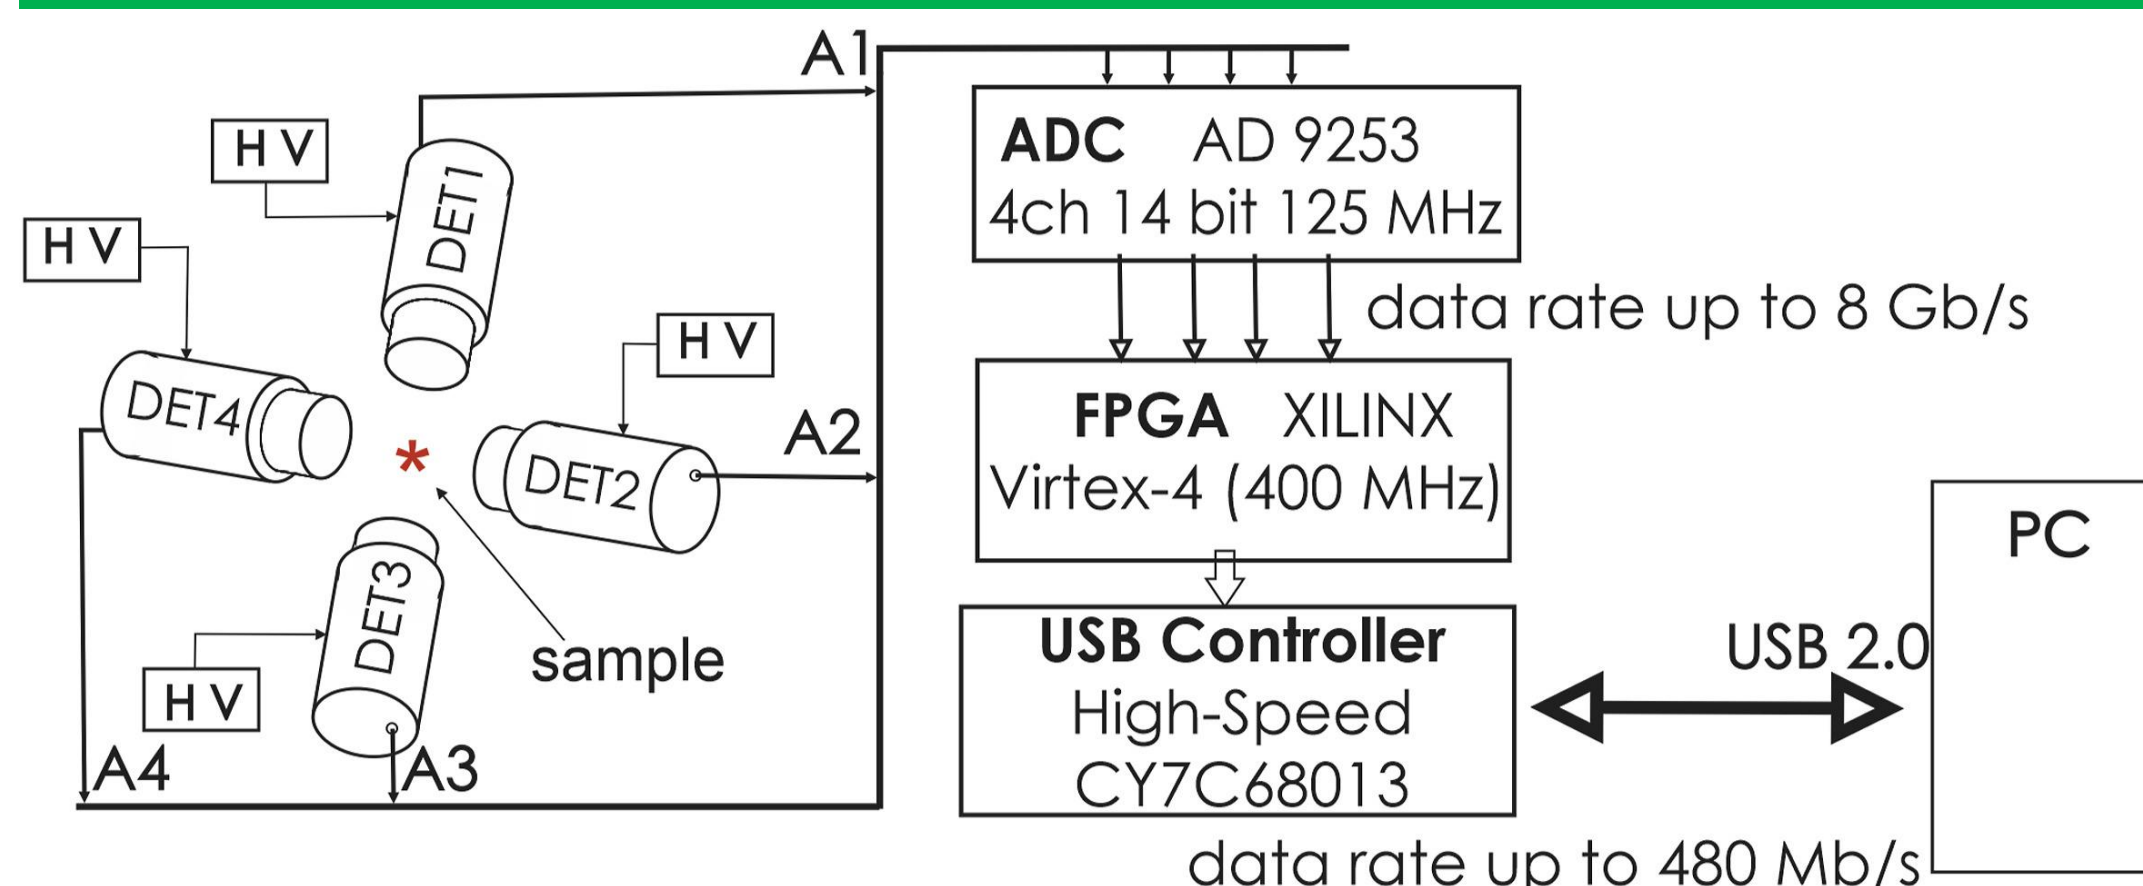 A1
H V
DET1
H V
DET4
H V
DET2
A2
*
sample
DET3
H V
A4
A3
ADC AD 9253
4ch 14 bit 125 MHz
data rate up to 8 Gb/s
FPGA XILINX
Virtex-4 (400 MHz)
USB Controller
High-Speed
CY7C68013
USB 2.0
PC
data rate up to 480 Mb/s